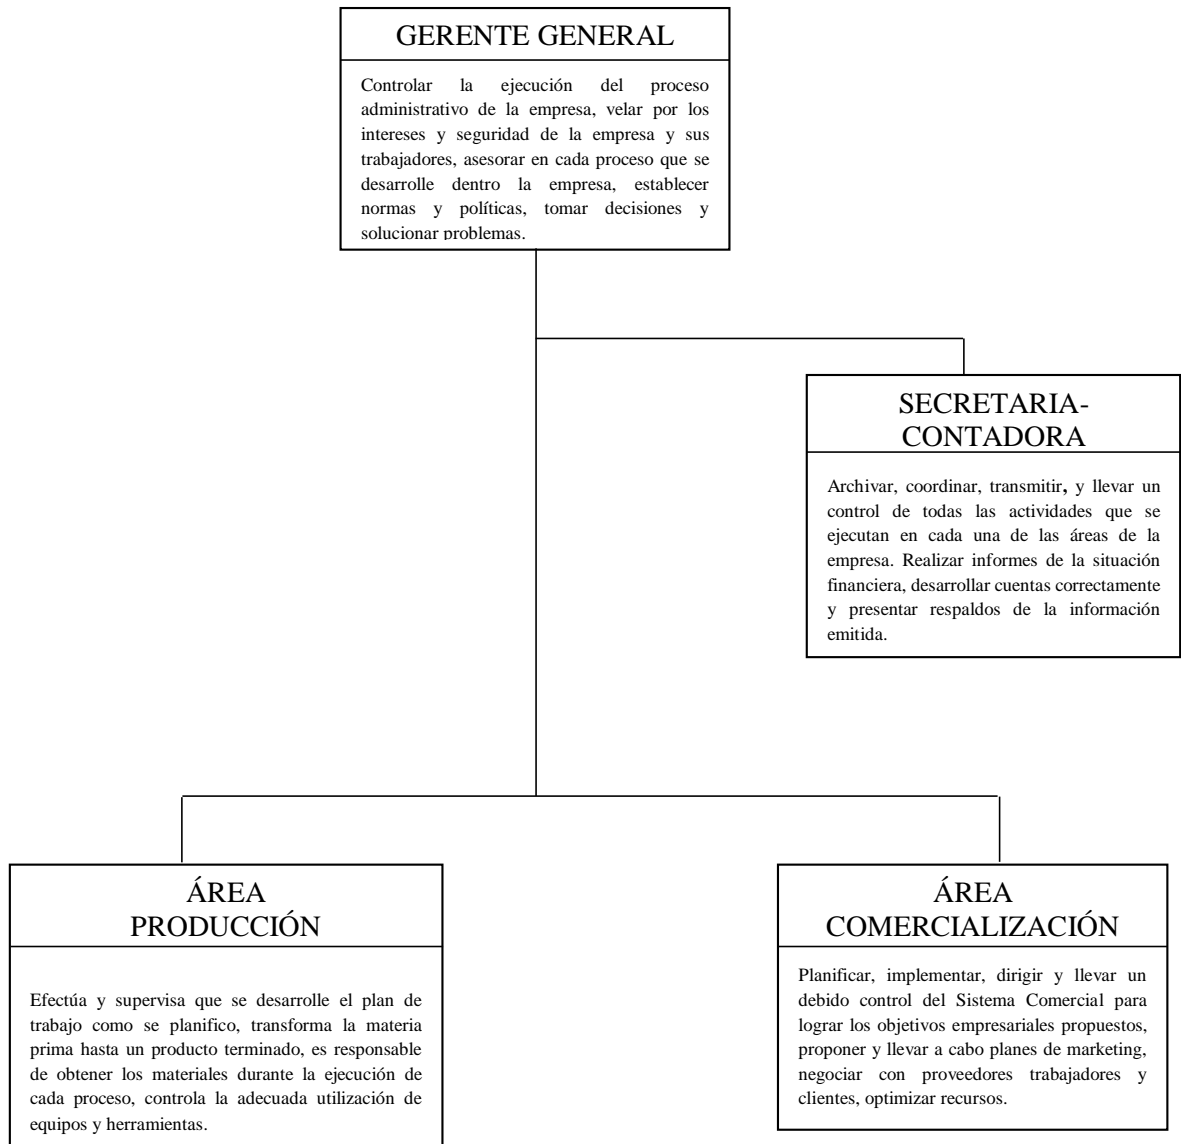 GERENTE GENERAL
Controlar la ejecución del proceso
administrativo de la empresa, velar por los
intereses y seguridad de la empresa y sus
trabajadores, asesorar en cada proceso que se
desarrolle dentro la empresa, establecer
normas y políticas, tomar decisiones y
solucionar problemas.
SECRETARIA-
CONTADORA
Archivar, coordinar, transmitir, y llevar un
control de todas las actividades que se
ejecutan en cada una de las áreas de la
empresa. Realizar informes de la situación
financiera, desarrollar cuentas correctamente
y presentar respaldos de la información
emitida.
ÁREA
PRODUCCIÓN
Efectúa y supervisa que se desarrolle el plan de
trabajo como se planifico, transforma la materia
prima hasta un producto terminado, es responsable
de obtener los materiales durante la ejecución de
cada proceso, controla la adecuada utilización de
equipos y herramientas.
ÁREA
COMERCIALIZACIÓN
Planificar, implementar, dirigir y llevar un
debido control del Sistema Comercial para
lograr los objetivos empresariales propuestos,
proponer y llevar a cabo planes de marketing,
negociar con proveedores trabajadores y
clientes, optimizar recursos.